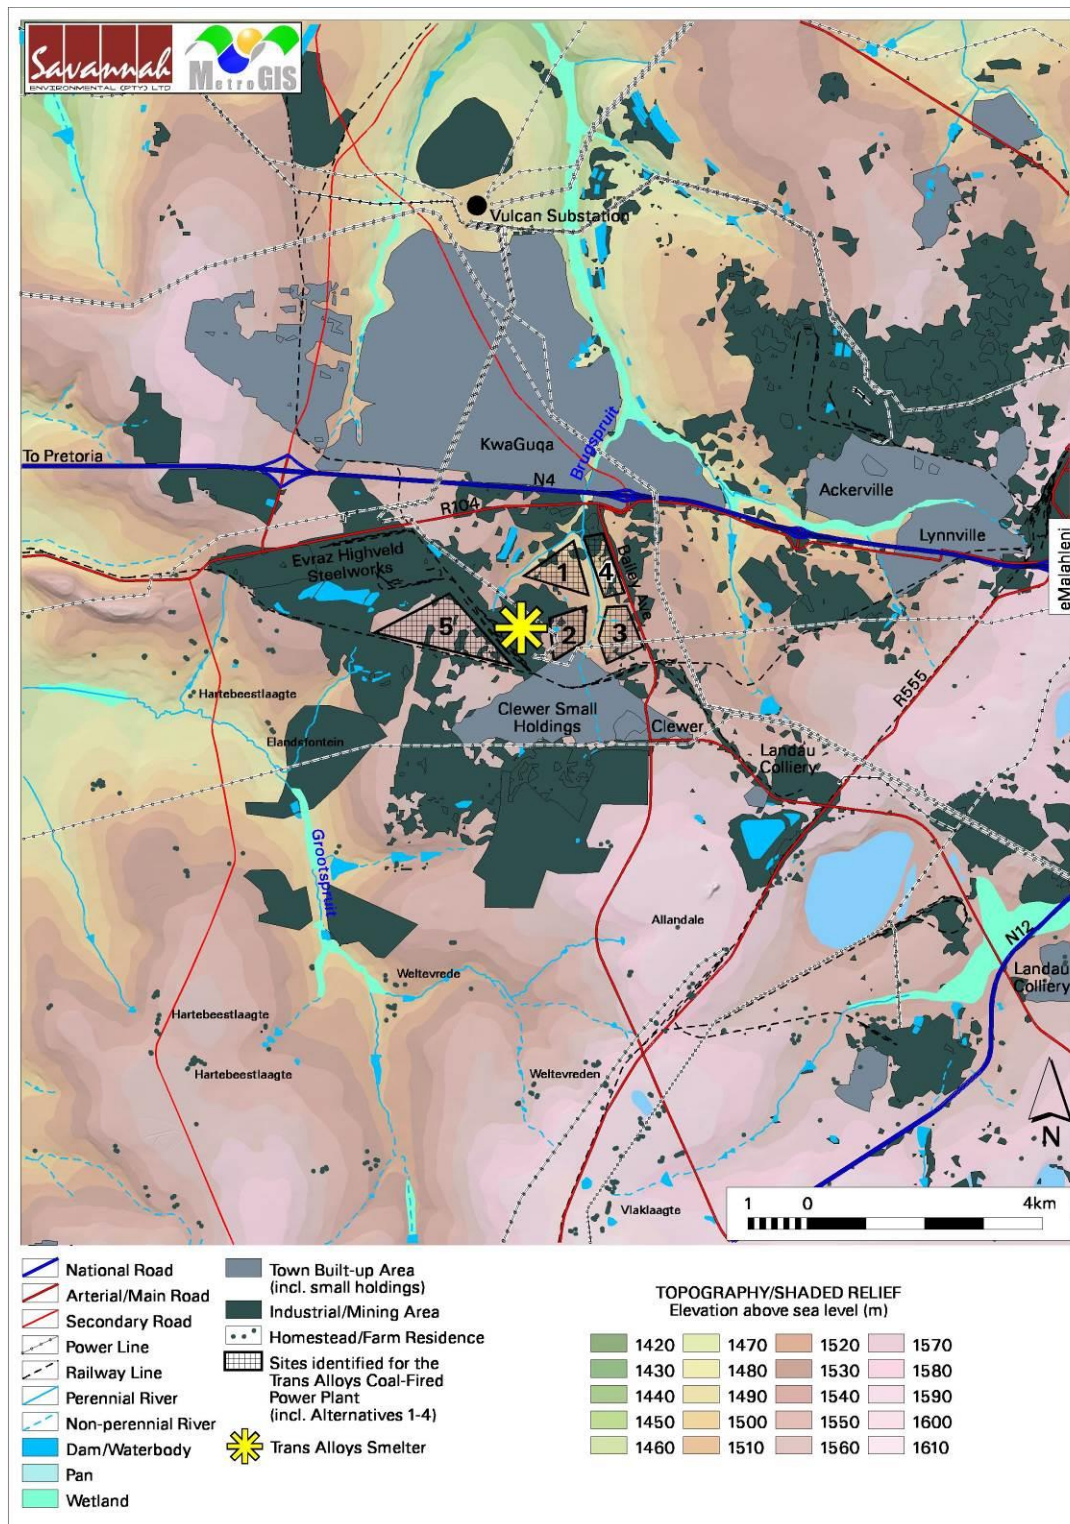 Savannah
ENVIRONMENTAL (PTY) LTD
MetroGIS
Vulcan Substation
KwaGuqa
Brugspruit
To Pretoria
N4
Ackerville
R104
Lynnville
Evraz Highveld
Steelworks
Bailey Ave
eMalahleni
1
4
5
2
3
R555
Hartebeestlaagte
Clewer Small
Holdings
Clewer
Elandsfontein
Landau
Colliery
Grootspruit
Allandale
N12
Weltevrede
Landau
Colliery
Hartebeestlaagte
Hartebeestlaagte
Weltevreden
N
Vlaklaagte
1 0 4km
National Road
Arterial/Main Road
Secondary Road
Power Line
Railway Line
Perennial River
Non-perennial River
Dam/Waterbody
Pan
Wetland
Town Built-up Area
(incl. small holdings)
Industrial/Mining Area
Homestead/Farm Residence
Sites identified for the
Trans Alloys Coal-Fired
Power Plant
(incl. Alternatives 1-4)
Trans Alloys Smelter
TOPOGRAPHY/SHADED RELIEF
Elevation above sea level (m)
1420 1470 1520 1570
1430 1480 1530 1580
1440 1490 1540 1590
1450 1500 1550 1600
1460 1510 1560 1610